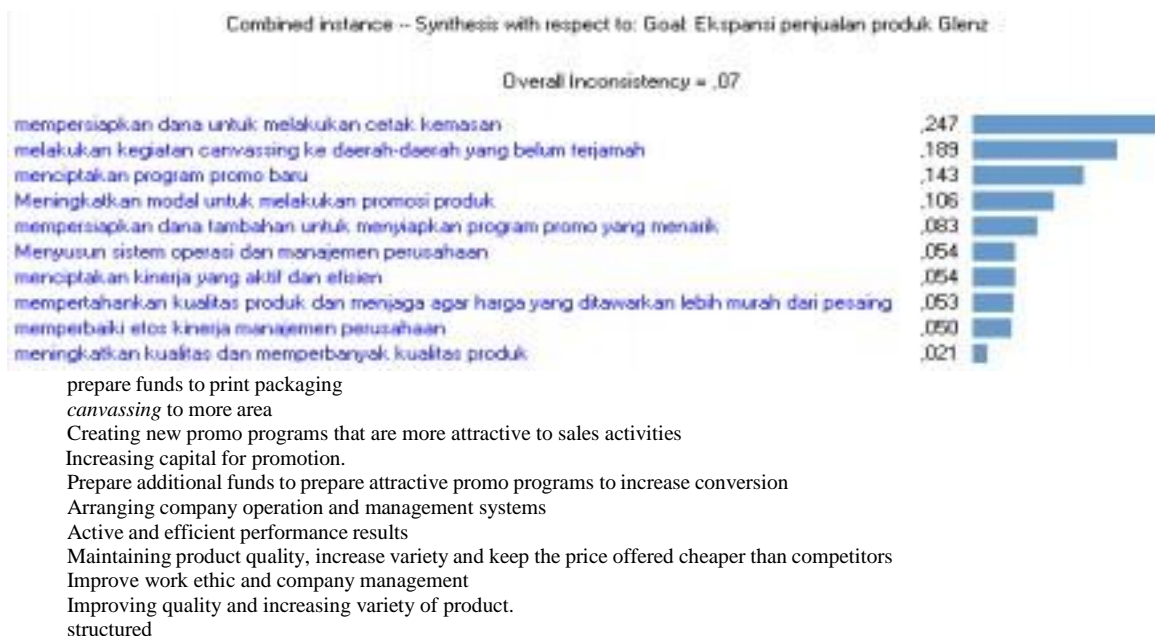 Combined instance -- Synthesis with respect to: Goal: Ekspansi penjualan produk Glenz
Overall Inconsistency = ,07
mempersiapkan dana untuk melakukan cetak kemasan ,247
melakukan kegiatan canvassing ke daerah-daerah yang belum terjamah ,189
menciptakan program promo baru ,143
Meningkatkan modal untuk melakukan promosi produk ,106
mempersiapkan dana tambahan untuk menyiapkan program promo yang menarik ,083
Menyusun sistem operasi dan manajemen perusahaan ,054
menciptakan kinerja yang aktif dan efisien ,054
mempertahankan kualitas produk dan menjaga agar harga yang ditawarkan lebih murah dari pesaing ,053
memperbaiki etos kinerja manajemen perusahaan ,050
meningkatkan kualitas dan memperbanyak kualitas produk ,021
prepare funds to print packaging
canvassing to more area
Creating new promo programs that are more attractive to sales activities
Increasing capital for promotion.
Prepare additional funds to prepare attractive promo programs to increase conversion
Arranging company operation and management systems
Active and efficient performance results
Maintaining product quality, increase variety and keep the price offered cheaper than competitors
Improve work ethic and company management
Improving quality and increasing variety of product.
structured